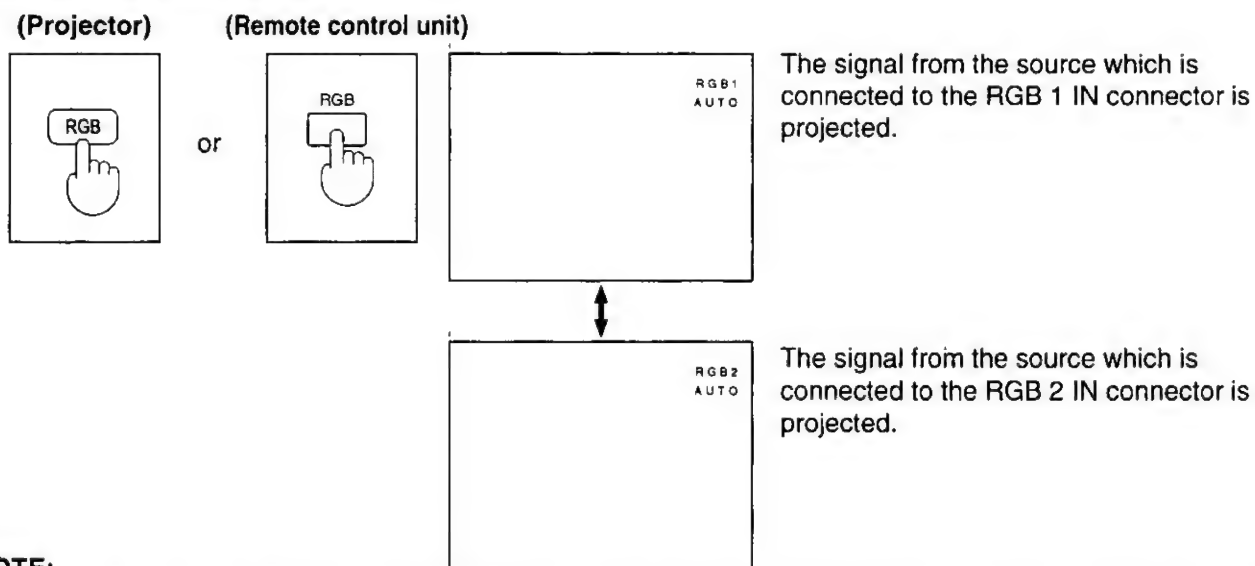 (Projector) (Remote control unit)
RGB
or
RGB
RGB1
AUTO
The signal from the source which is
connected to the RGB 1 IN connector is
projected.
RGB2
AUTO
The signal from the source which is
connected to the RGB 2 IN connector is
projected.